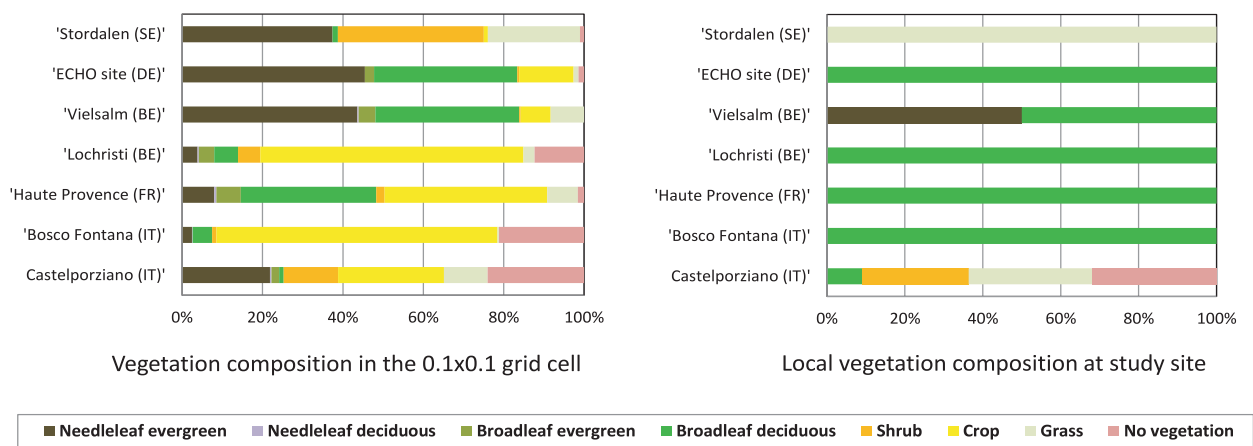 'Stordalen (SE)'
'ECHO site (DE)'
'Vielsalm (BE)'
'Lochristi (BE)'
'Haute Provence (FR)'
'Bosco Fontana (IT)'
Castelporziano (IT)'
0% 20% 40% 60% 80% 100%
Vegetation composition in the 0.1x0.1 grid cell
'Stordalen (SE)'
'ECHO site (DE)'
'Vielsalm (BE)'
'Lochristi (BE)'
'Haute Provence (FR)'
'Bosco Fontana (IT)'
Castelporziano (IT)'
0% 20% 40% 60% 80% 100%
Local vegetation composition at study site
Needleleaf evergreen Needleleaf deciduous Broadleaf evergreen Broadleaf deciduous Shrub Crop Grass No vegetation